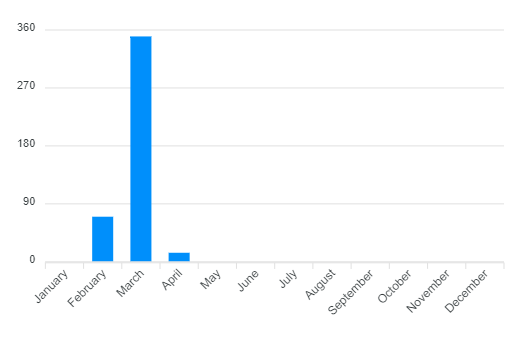 360
270
180
90
0
January
February
March
April
May
June
July
August
September
October
November
December